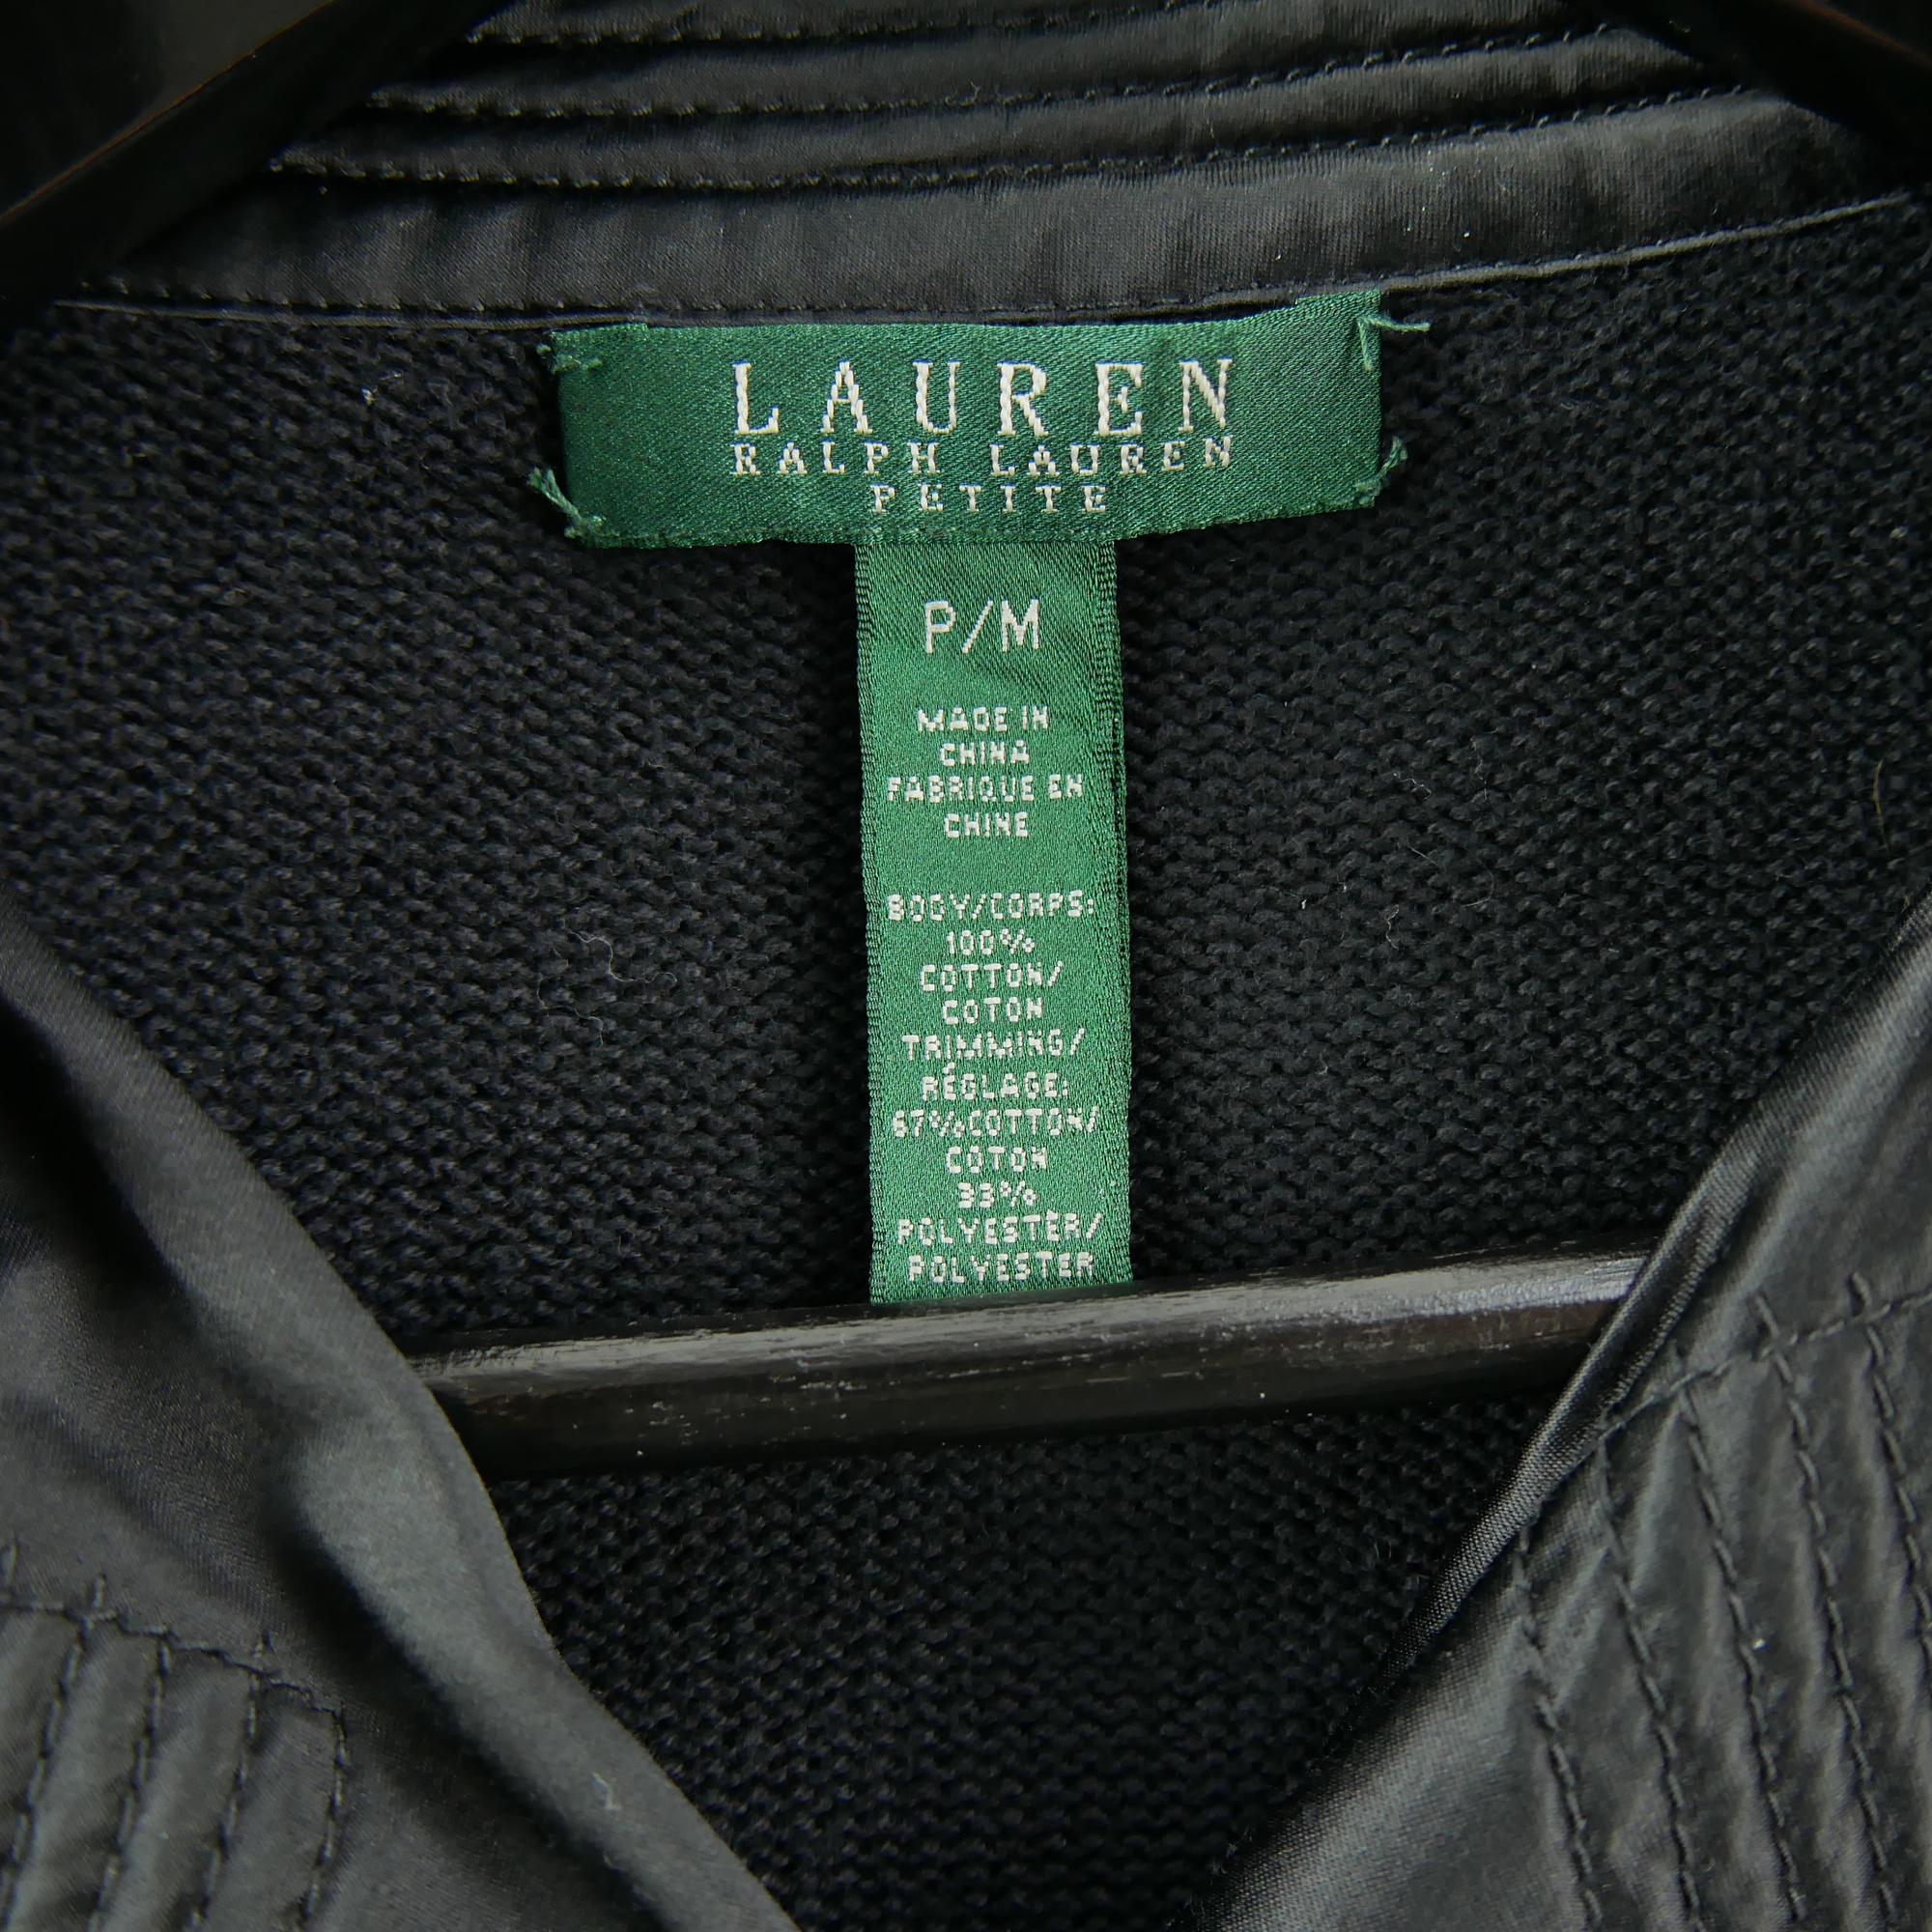 LAUREN
RALPH LAUREN
PETITE
P/M
MADE IN
CHINA
FABRIQUE EN
CHINE
BODY/CORPS:
100%
COTTON/
COTON
TRIMMING/
RÉGLAGE:
67%COTTON/
COTON
33%
POLYESTER/
POLYESTER